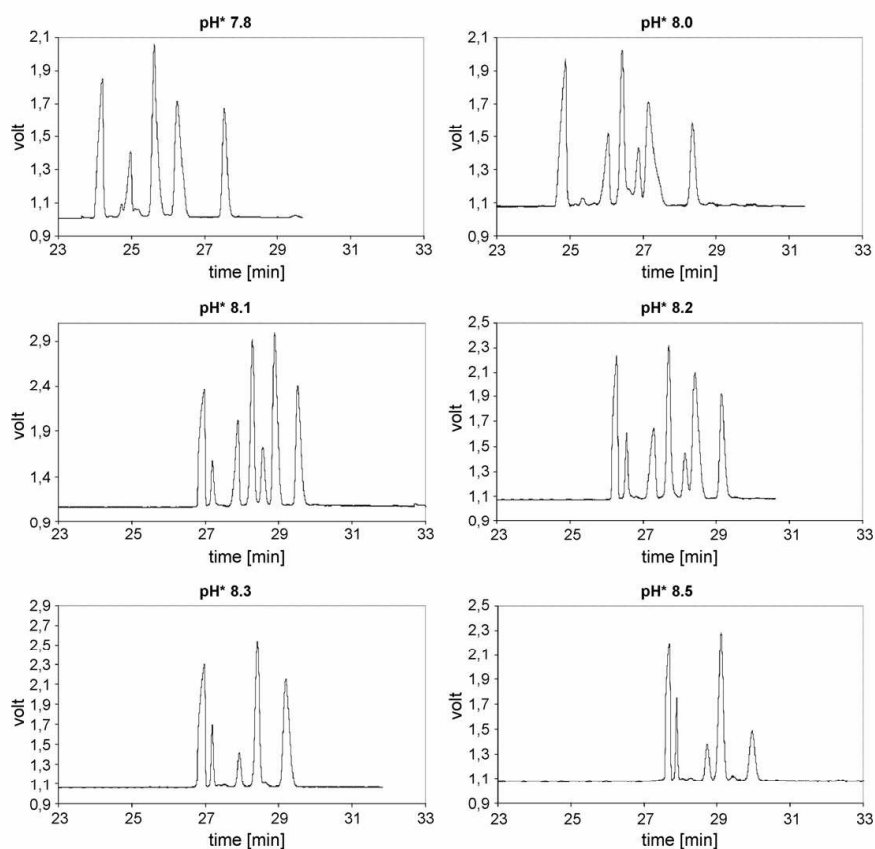 pH* 7.8
2,1
1,9
1,7
1,5
1,3
1,1
0,9
volt
23 25 27 29 31 33
time [min]
pH* 8.0
2,1
1,9
1,7
1,5
1,3
1,1
0,9
volt
23 25 27 29 31 33
time [min]
pH* 8.1
2,9
2,4
1,9
1,4
0,9
volt
23 25 27 29 31 33
time [min]
pH* 8.2
2,5
2,3
2,1
1,9
1,7
1,5
1,3
1,1
0,9
volt
23 25 27 29 31 33
time [min]
pH* 8.3
2,9
2,7
2,5
2,3
2,1
1,9
1,7
1,5
1,3
1,1
0,9
volt
23 25 27 29 31 33
time [min]
pH* 8.5
2,5
2,3
2,1
1,9
1,7
1,5
1,3
1,1
0,9
volt
23 25 27 29 31 33
time [min]